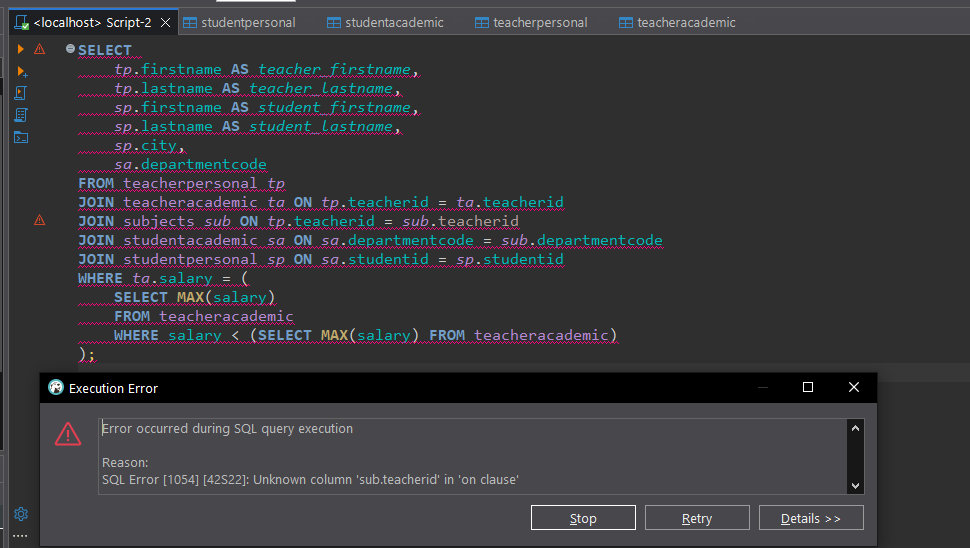 <localhost> Script-2
studentpersonal
studentacademic
teacherpersonal
teacheracademic
SELECT
tp.firstname AS teacher_firstname,
tp.lastname AS teacher_lastname,
sp.firstname AS student_firstname,
sp.lastname AS student_lastname,
sp.city,
sa.departmentcode
FROM teacherpersonal tp
JOIN teacheracademic ta ON tp.teacherid = ta.teacherid
JOIN subjects sub ON tp.teacherid = sub.teacherid
JOIN studentacademic sa ON sa.departmentcode = sub.departmentcode
JOIN studentpersonal sp ON sa.studentid = sp.studentid
WHERE ta.salary = (
SELECT MAX(salary)
FROM teacheracademic
WHERE salary < (SELECT MAX(salary) FROM teacheracademic)
);
Execution Error
Error occurred during SQL query execution
Reason:
SQL Error [1054] [42S22]: Unknown column 'sub.teacherid' in 'on clause'
Stop
Retry
Details >>